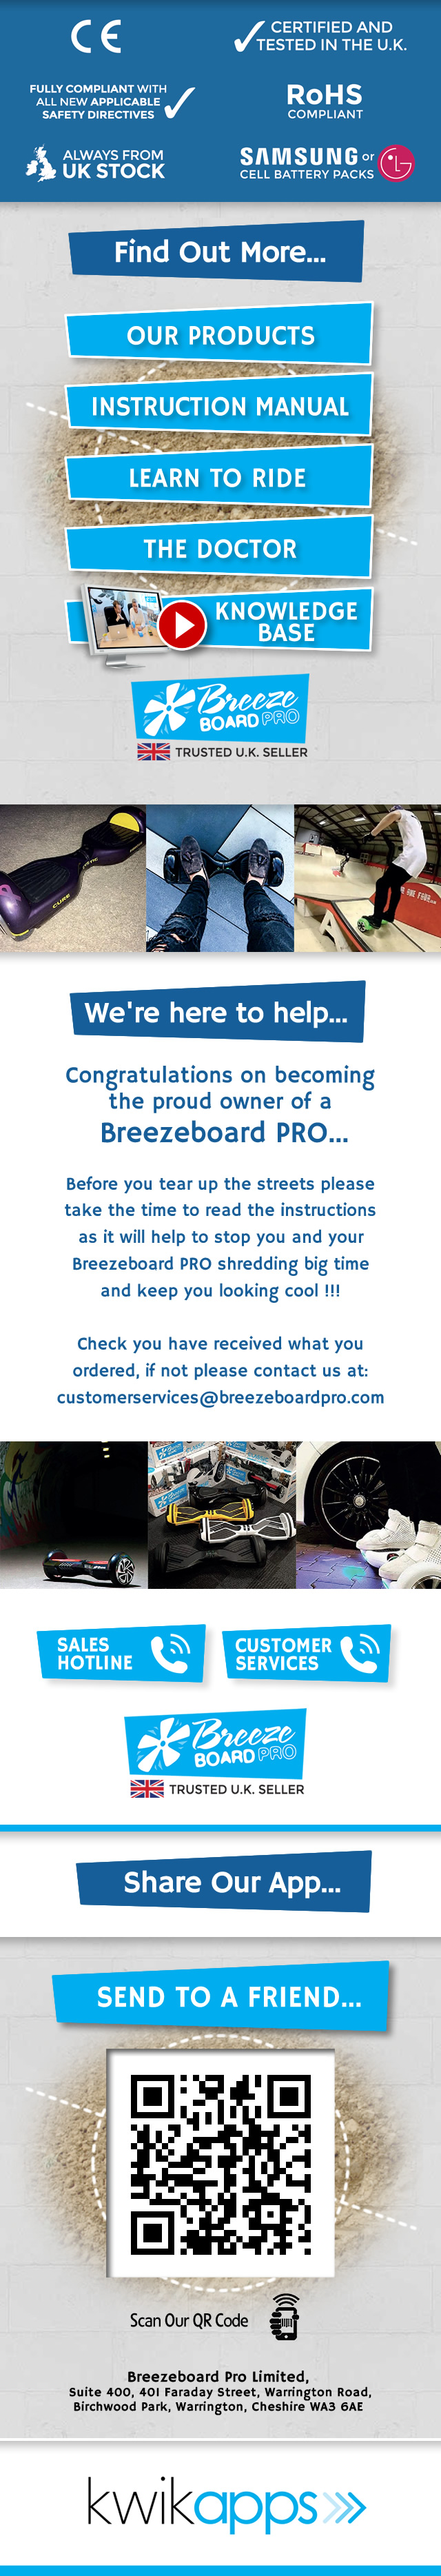 CE
CERTIFIED AND
TESTED IN THE U.K.
FULLY COMPLIANT WITH
ALL NEW APPLICABLE
SAFETY DIRECTIVES
RoHS
COMPLIANT
ALWAYS FROM
UK STOCK
SAMSUNG or LG
CELL BATTERY PACKS
Find Out More...
OUR PRODUCTS
INSTRUCTION MANUAL
LEARN TO RIDE
THE DOCTOR
KNOWLEDGE
BASE
Breeze
BOARD PRO
TRUSTED U.K. SELLER
We're here to help...
Congratulations on becoming
the proud owner of a
Breezeboard PRO...
Before you tear up the streets please
take the time to read the instructions
as it will help to stop you and your
Breezeboard PRO shredding big time
and keep you looking cool !!!
Check you have received what you
ordered, if not please contact us at:
customerservices@breezeboardpro.com
SALES
HOTLINE
CUSTOMER
SERVICES
Breeze
BOARD PRO
TRUSTED U.K. SELLER
Share Our App...
SEND TO A FRIEND...
Scan Our QR Code
Breezeboard Pro Limited,
Suite 400, 401 Faraday Street, Warrington Road,
Birchwood Park, Warrington, Cheshire WA3 6AE
kwikapps